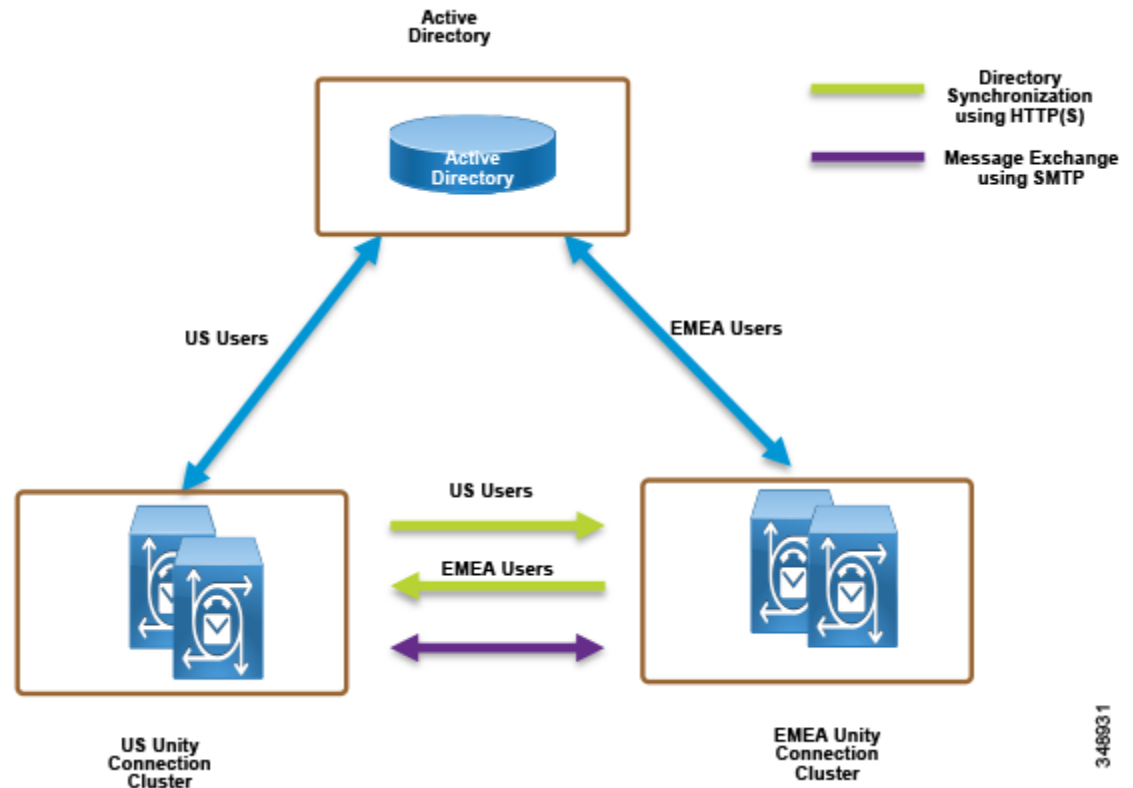 Active
Directory
Active
Directory
Directory
Synchronization
using HTTP(S)
Message Exchange
using SMTP
US Users
EMEA Users
US Users
EMEA Users
US Unity
Connection
Cluster
EMEA Unity
Connection
Cluster
348931